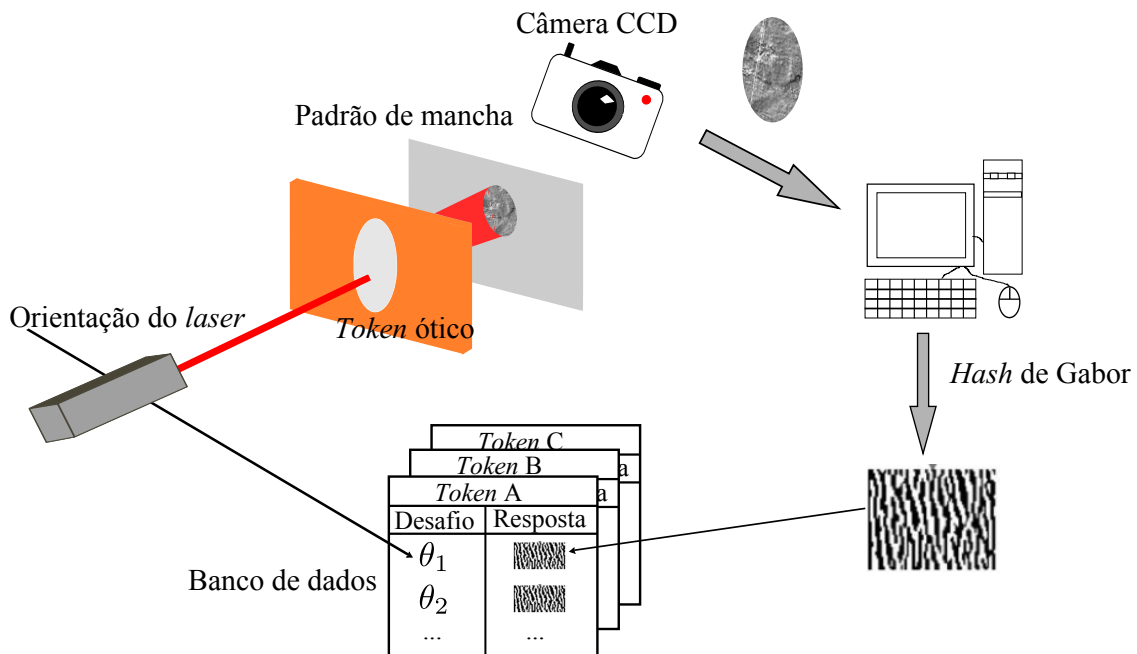 Câmera CCD
Padrão de mancha
Orientação do laser
Token ótico
Hash de Gabor
Token C
a
Token B
a
Token A
Desafio Resposta
θ1
θ2
... ...
Banco de dados